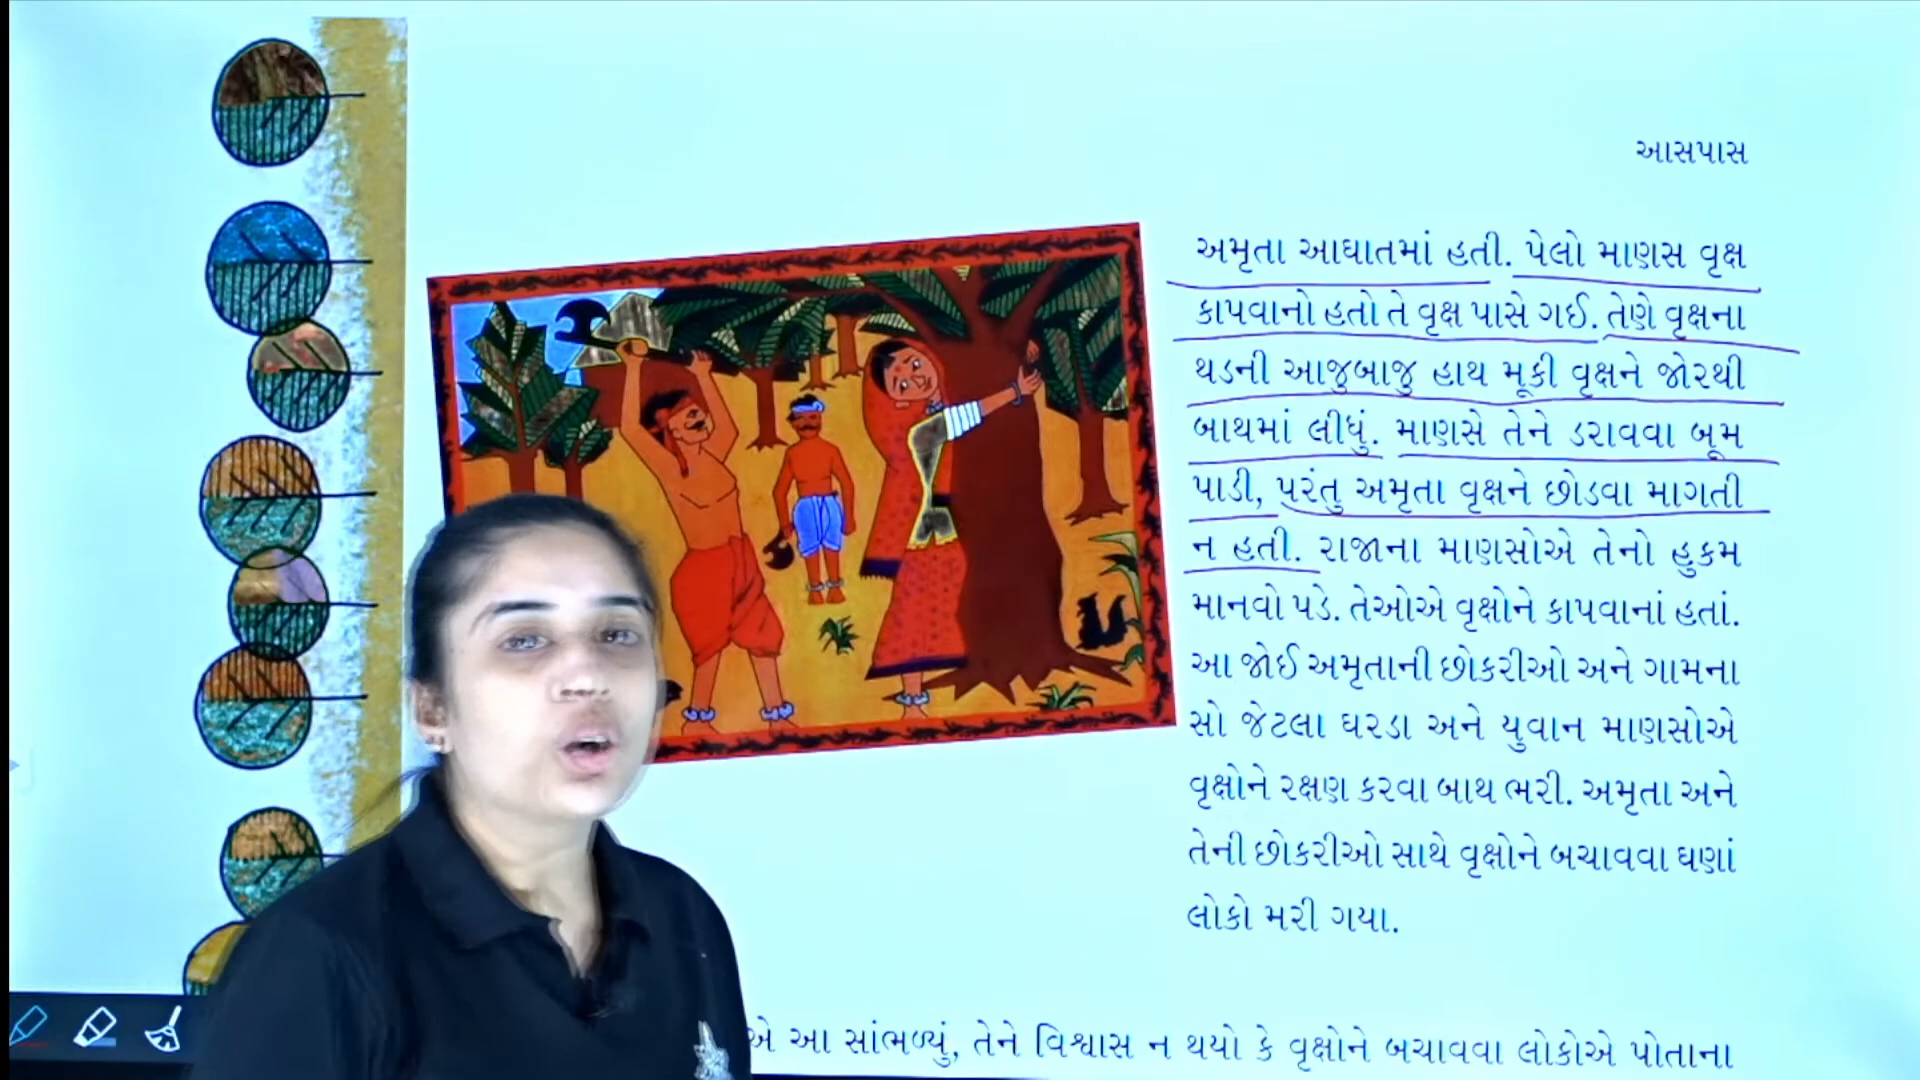 આસપાસ
અમૃતા આઘાતમાં હતી. પેલો માણસ વૃક્ષ
કાપવાનો હતો તે વૃક્ષ પાસે ગઈ. તેણે વૃક્ષના
થડની આજુબાજુ હાથ મૂકી વૃક્ષને જોરથી
બાથમાં લીધું. માણસે તેને ડરાવવા બૂમ
પાડી, પરંતુ અમૃતા વૃક્ષને છોડવા માગતી
ન હતી. રાજાના માણસોએ તેનો હુકમ
માનવો પડે. તેઓએ વૃક્ષોને કાપવાનાં હતાં.
આ જોઈ અમૃતાની છોકરીઓ અને ગામના
સો જેટલા ઘરડા અને યુવાન માણસોએ
વૃક્ષોને રક્ષણ કરવા બાથ ભરી. અમૃતા અને
તેની છોકરીઓ સાથે વૃક્ષોને બચાવવા ઘણાં
લોકો મરી ગયા.
એ આ સાંભળ્યું, તેને વિશ્વાસ ન થયો કે વૃક્ષોને બચાવવા લોકોએ પોતાના